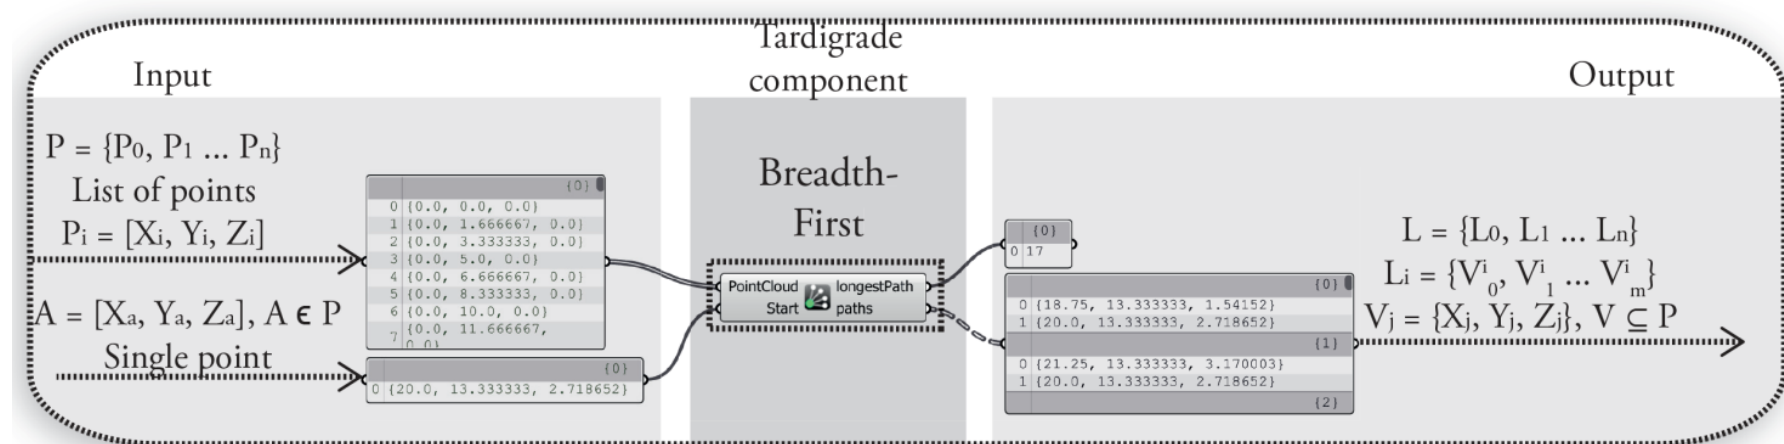 Input
Tardigrade
component
Output
P = {P0, P1 ... Pn}
List of points
Pi = [Xi, Yi, Zi]
A = [Xa, Ya, Za], A ϵ P
Single point
{0}
0 {0.0, 0.0, 0.0}
1 {0.0, 1.666667, 0.0}
2 {0.0, 3.333333, 0.0}
3 {0.0, 5.0, 0.0}
4 {0.0, 6.666667, 0.0}
5 {0.0, 8.333333, 0.0}
6 {0.0, 10.0, 0.0}
7 {0.0, 11.666667,
0.0}
{0}
0 {20.0, 13.333333, 2.718652}
Breadth-
First
PointCloud longestPath
Start paths
{0}
0 17
{0}
0 {18.75, 13.333333, 1.54152}
1 {20.0, 13.333333, 2.718652}
{1}
0 {21.25, 13.333333, 3.170003}
1 {20.0, 13.333333, 2.718652}
{2}
L = {L0, L1 ... Ln}
Li = {Vi0, Vi1 ... Vim}
Vj = {Xj, Yj, Zj}, V ⊆ P